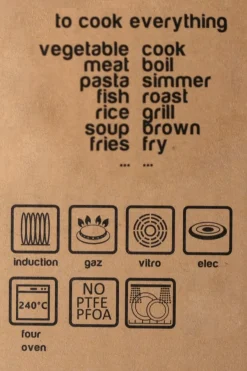 to cook everything
vegetable cook
meat boil
pasta simmer
fish roast
rice grill
soup brown
fries fry
... ...
induction gaz vitro elec
240°C
NO
PTFE
PFOA
four
oven